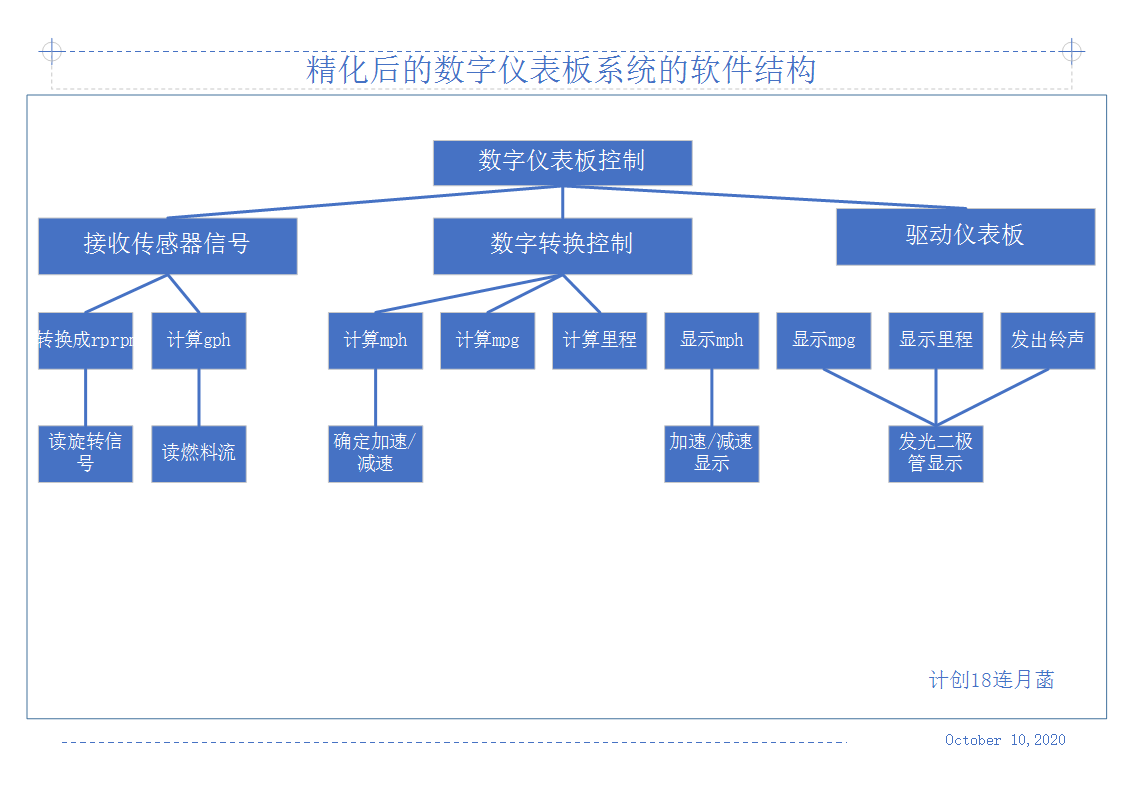 精化后的数字仪表板系统的软件结构
数字仪表板控制
接收传感器信号
数字转换控制
驱动仪表板
转换成rprpm
计算gph
计算mph
计算mpg
计算里程
显示mph
显示mpg
显示里程
发出铃声
读旋转信
号
读燃料流
确定加速/
减速
加速/减速
显示
发光二极
管显示
计创18连月菡
October 10,2020